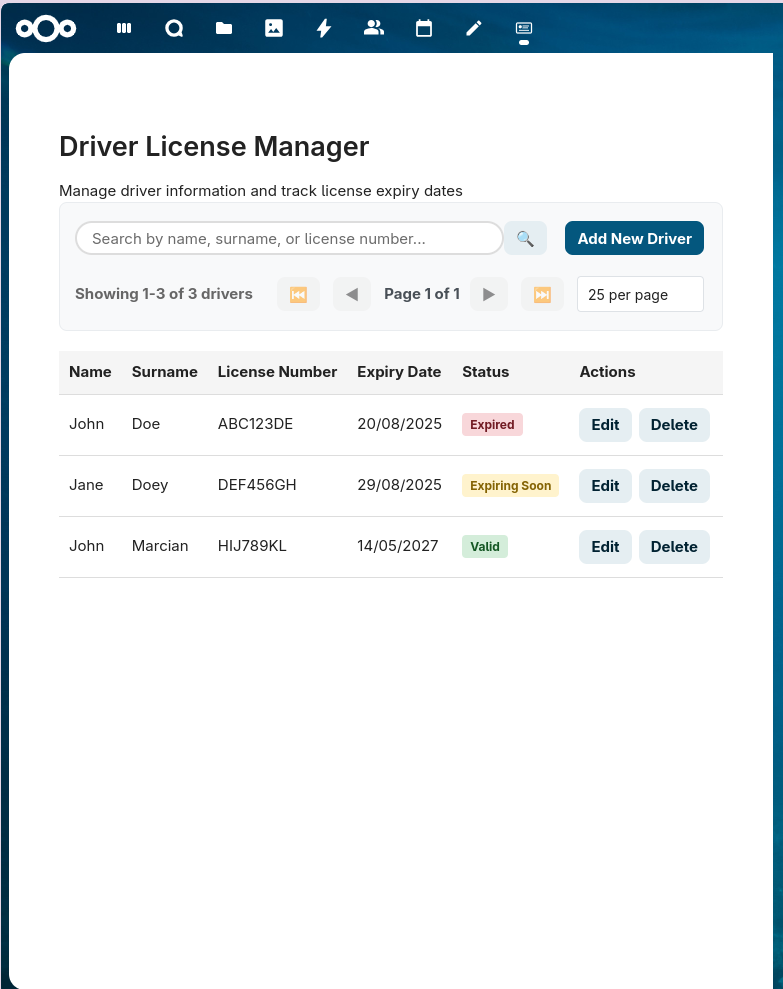 Driver License Manager
Manage driver information and track license expiry dates
Search by name, surname, or license number... Add New Driver
Showing 1-3 of 3 drivers Page 1 of 1 25 per page
Name Surname License Number Expiry Date Status Actions
John Doe ABC123DE 20/08/2025 Expired Edit Delete
Jane Doey DEF456GH 29/08/2025 Expiring Soon Edit Delete
John Marcian HIJ789KL 14/05/2027 Valid Edit Delete